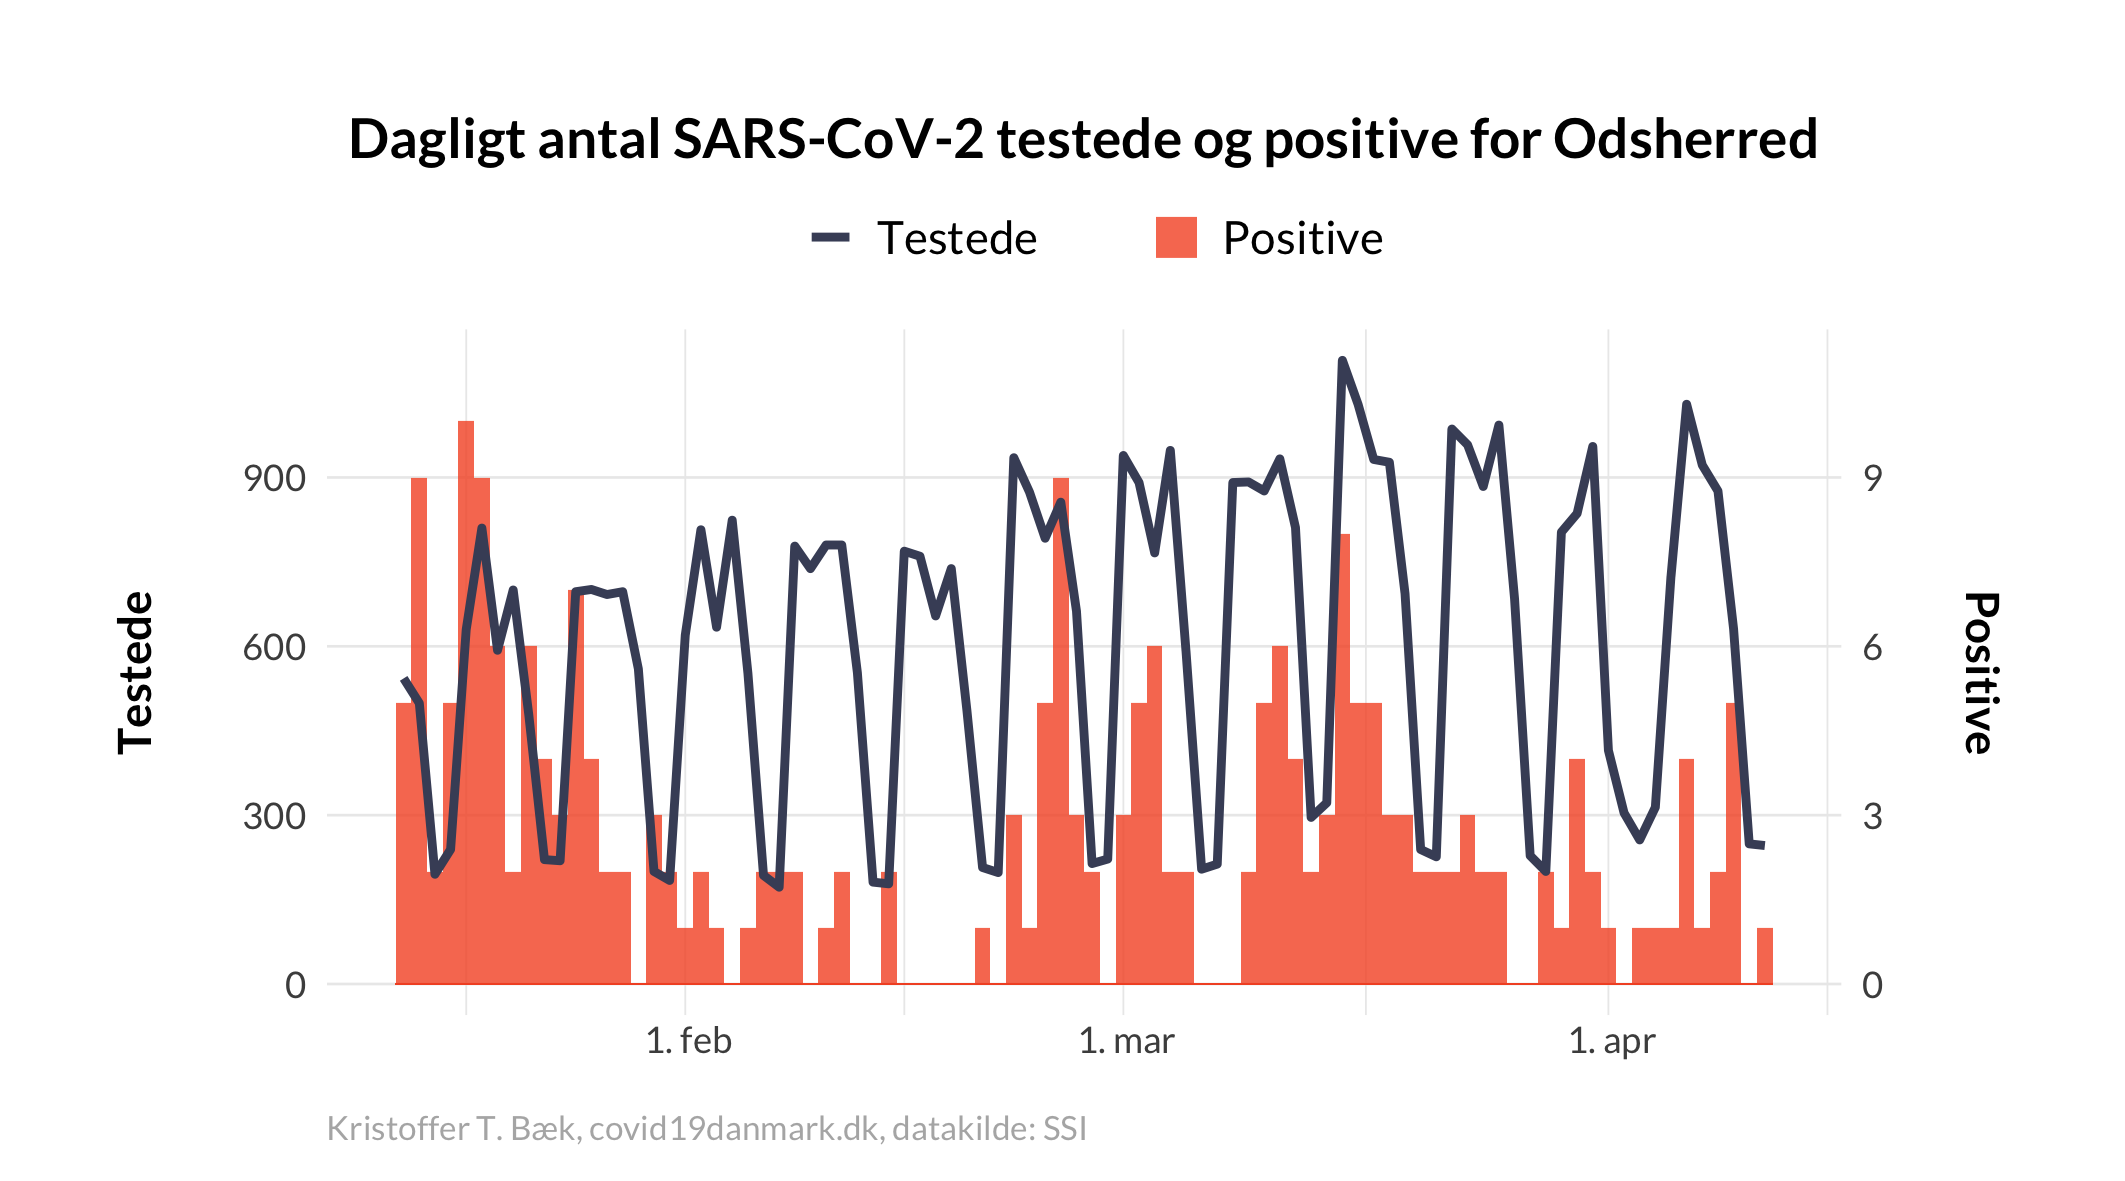 Dagligt antal SARS-CoV-2 testede og positive for Odsherred
Testede Positive
900 9
600 6
300 3
0 0
Testede
Positive
1. feb 1. mar 1. apr
Kristoffer T. Bæk, covid19danmark.dk, datakilde: SSI